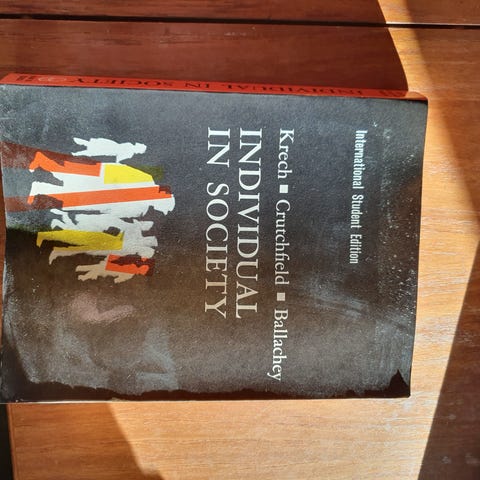 International Student Edition
Krech ■ Crutchfield ■ Ballachey
INDIVIDUAL
IN SOCIETY
INDIVIDUAL IN SOCIETY